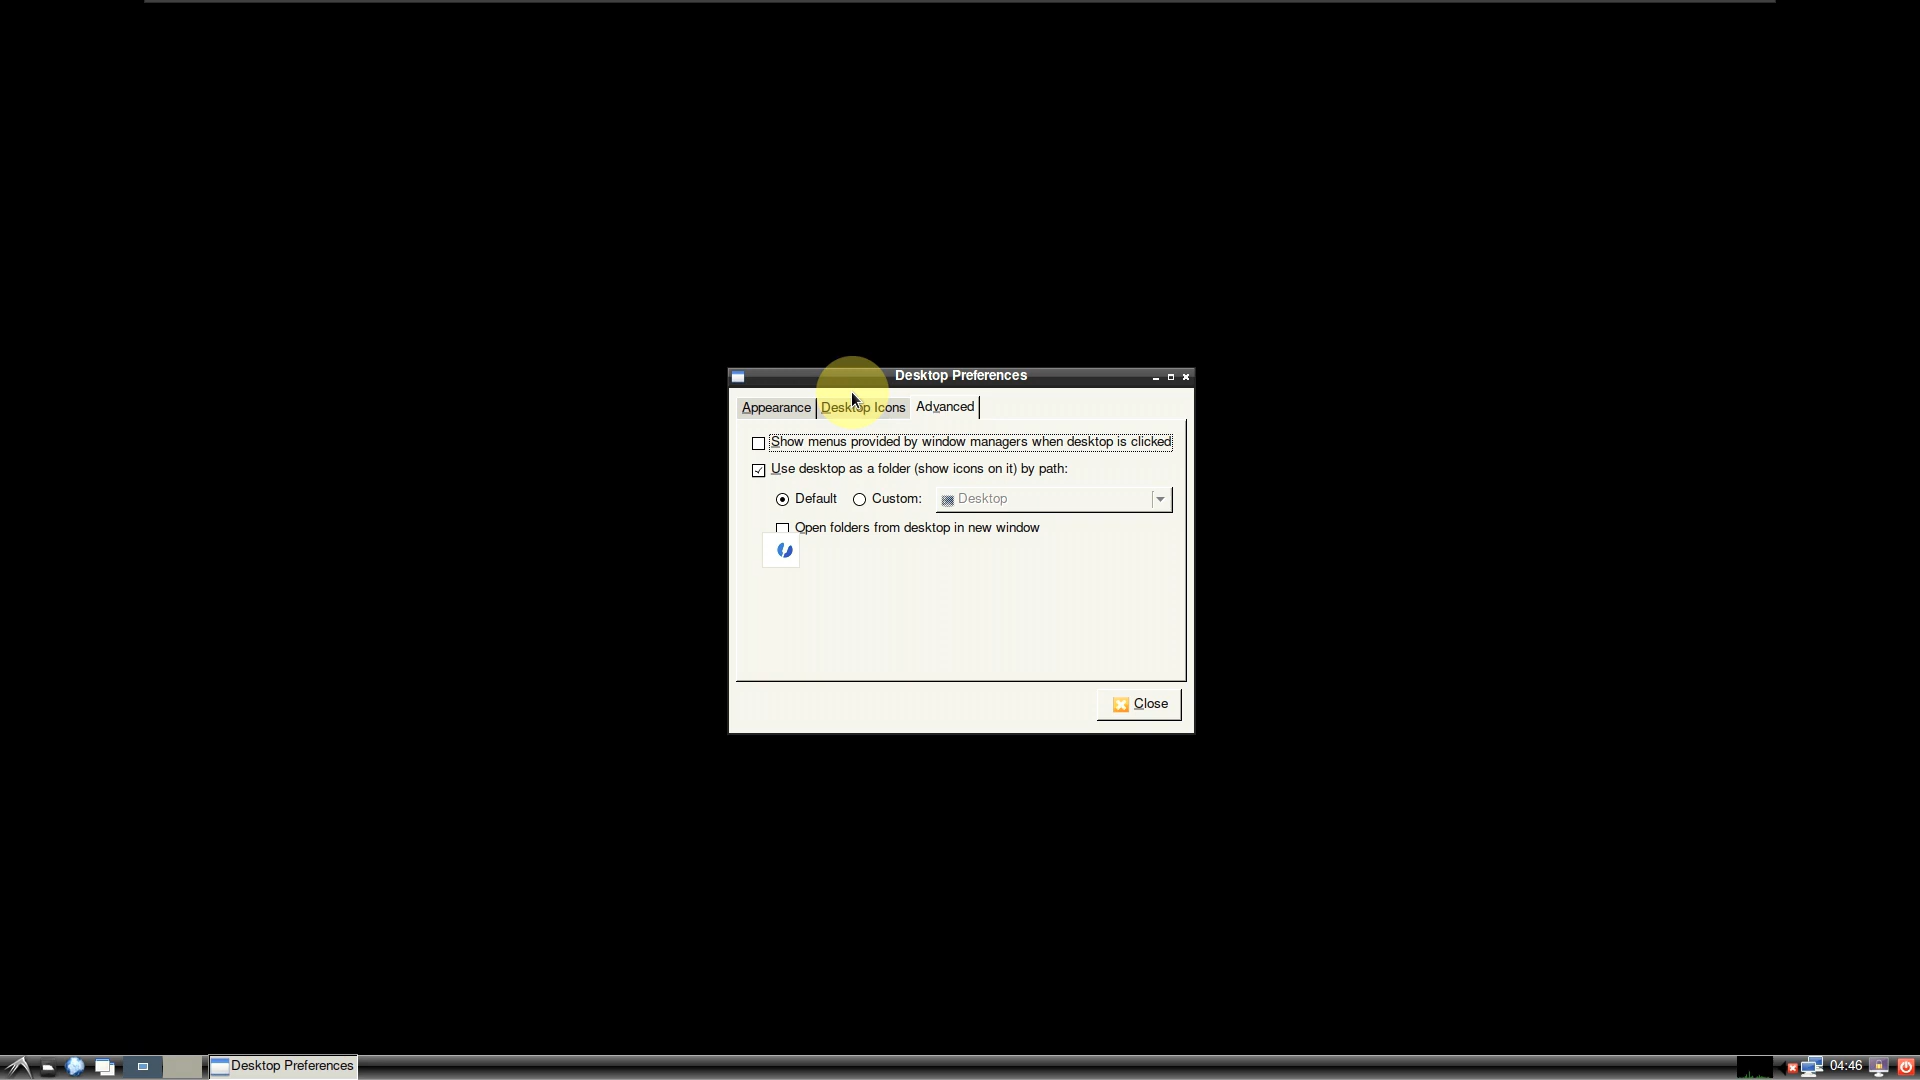 Desktop Preferences
Appearance Desktop Icons Advanced
Show menus provided by window managers when desktop is clicked
Use desktop as a folder (show icons on it) by path:
Default Custom: Desktop
Open folders from desktop in new window
Close
Desktop Preferences 04:46